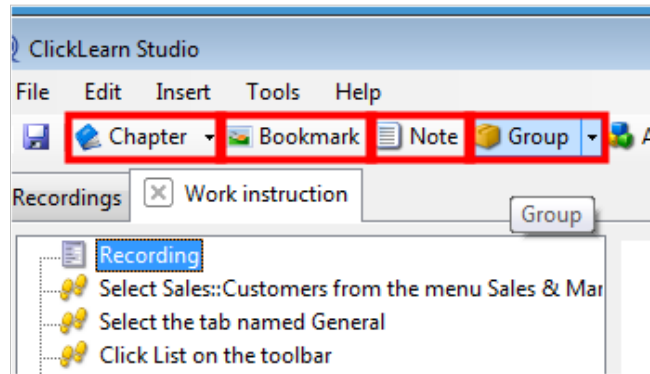 ClickLearn Studio
File Edit Insert Tools Help
Chapter Bookmark Note Group A
Recordings Work instruction
Group
Recording
Select Sales::Customers from the menu Sales & Mar
Select the tab named General
Click List on the toolbar